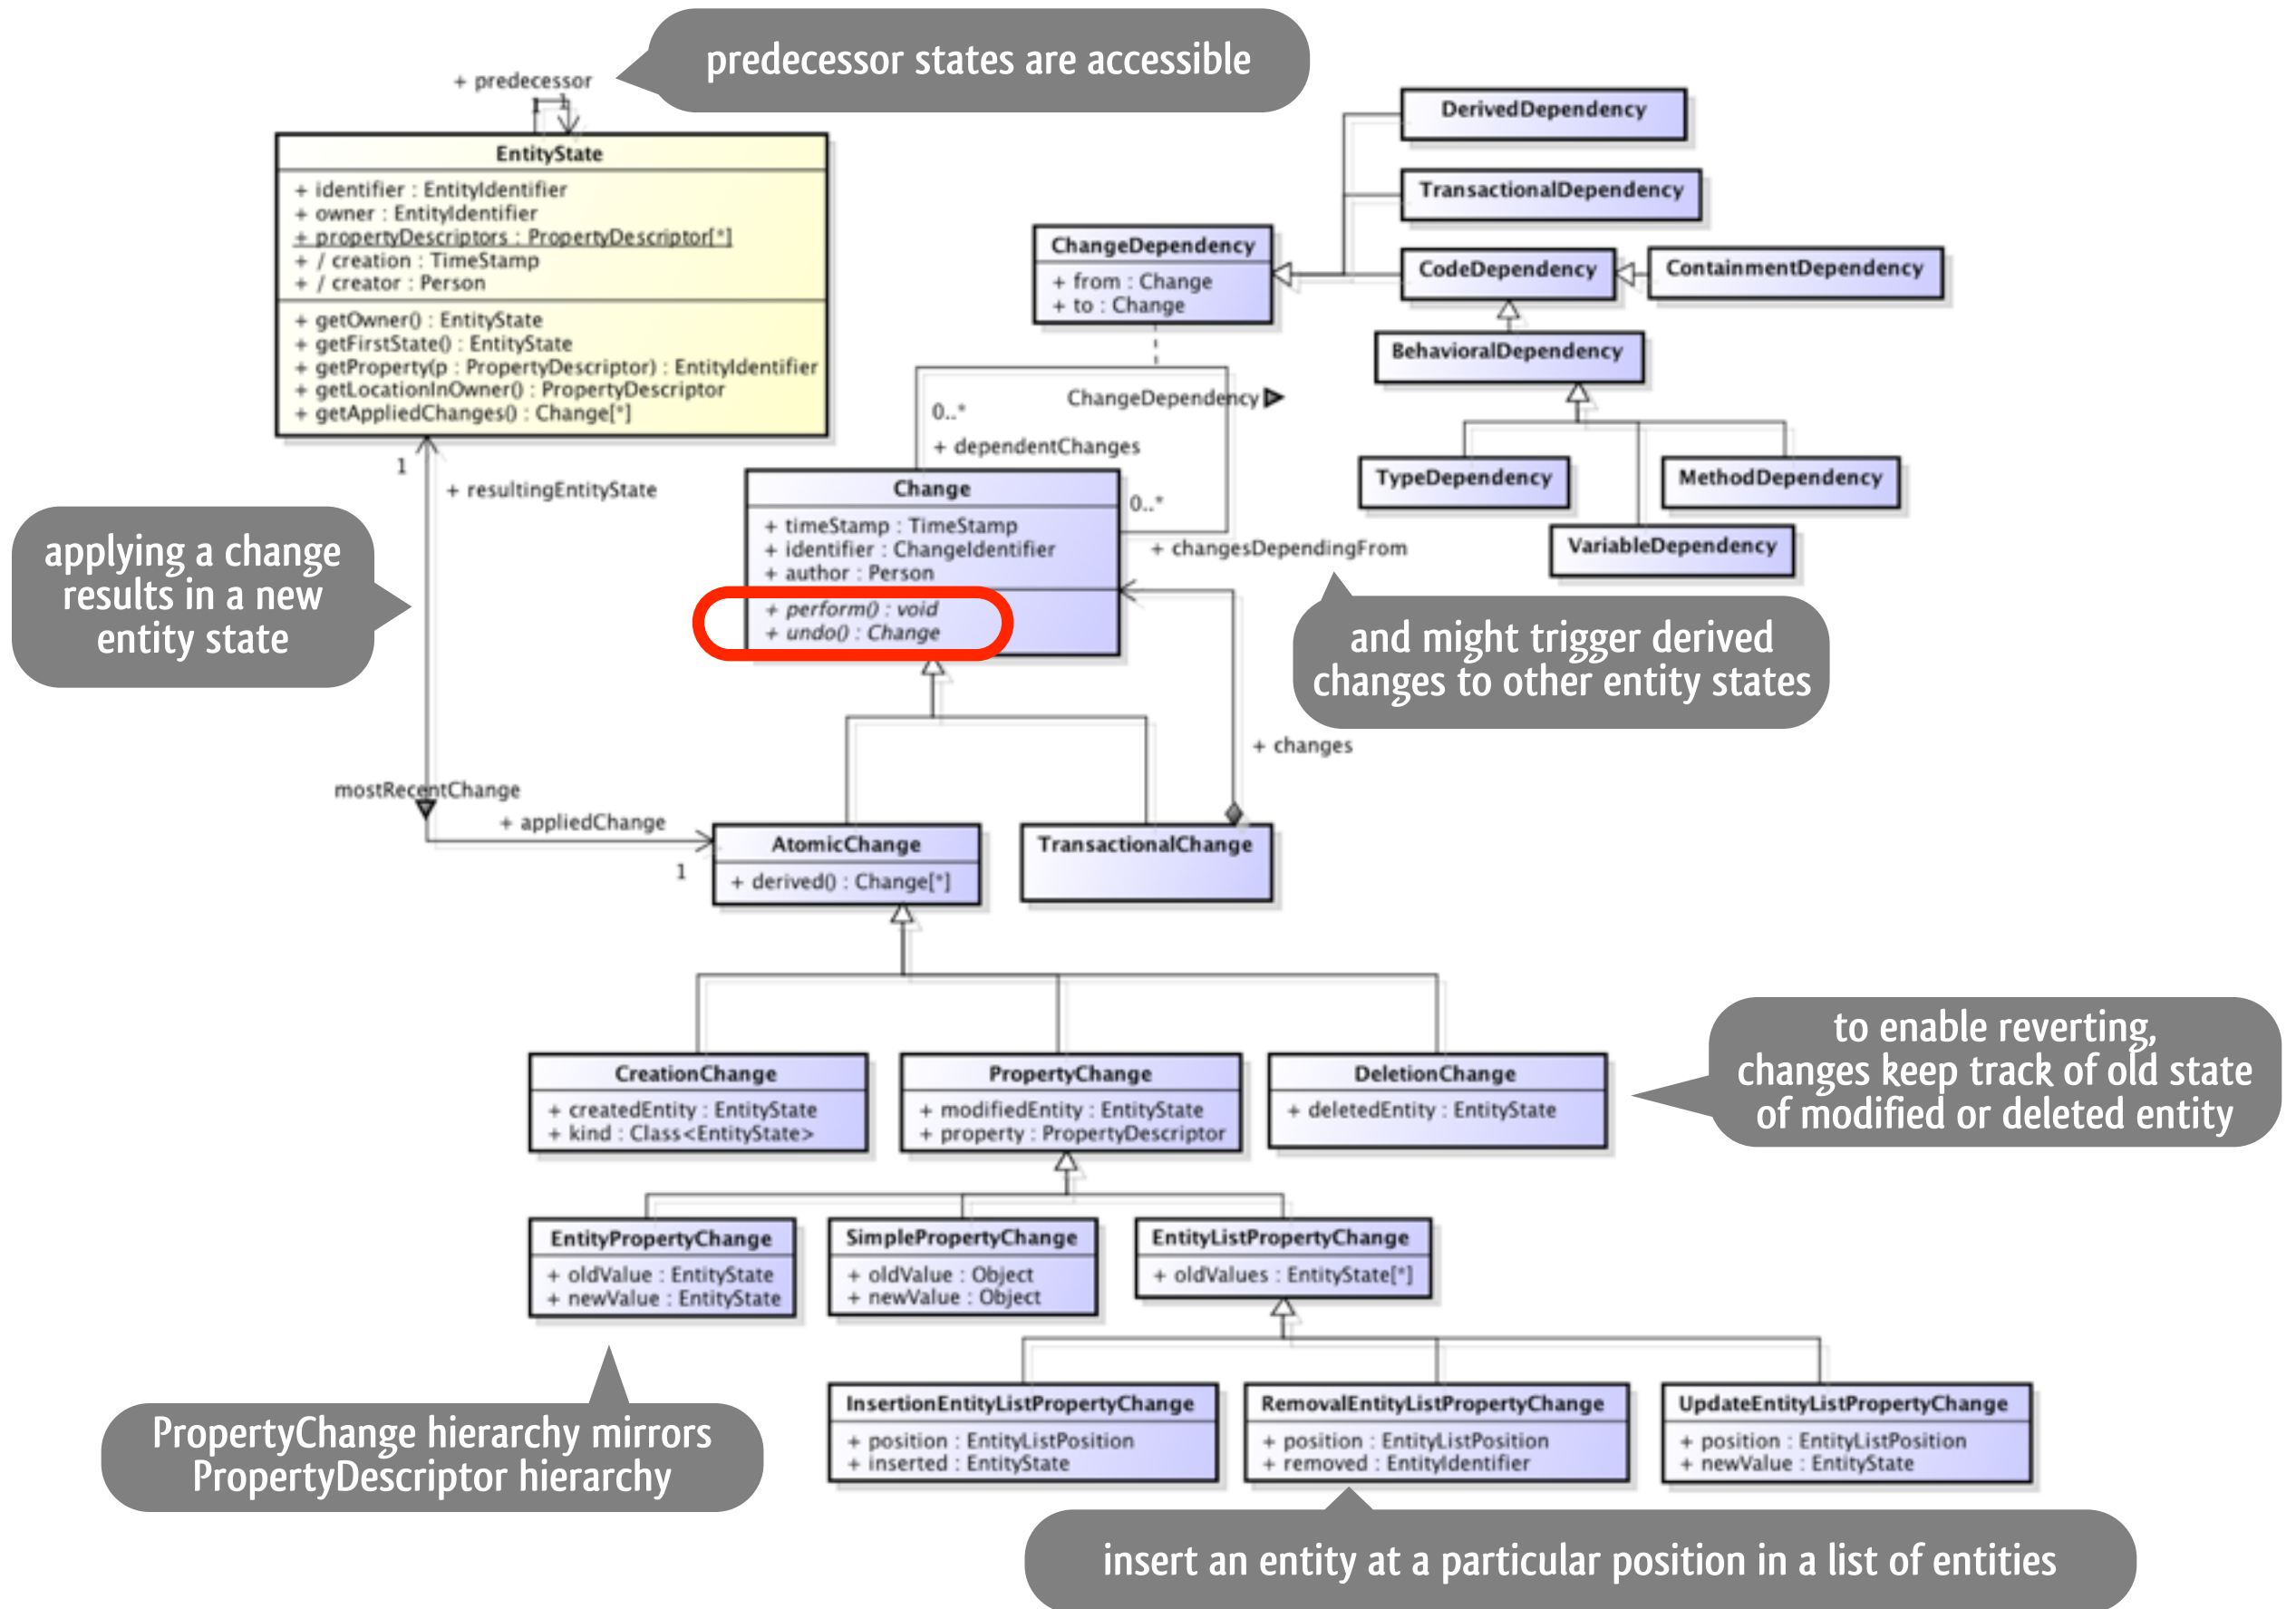 predecessor states are accessible
+ predecessor
1
1
EntityState
+ identifier : EntityIdentifier
+ owner : EntityIdentifier
+ propertyDescriptors : PropertyDescriptor[*]
+ / creation : TimeStamp
+ / creator : Person
+ getOwner() : EntityState
+ getFirstState() : EntityState
+ getProperty(p : PropertyDescriptor) : EntityIdentifier
+ getLocationInOwner() : PropertyDescriptor
+ getAppliedChanges() : Change[*]
DerivedDependency
TransactionalDependency
ChangeDependency
+ from : Change
+ to : Change
CodeDependency
ContainmentDependency
BehavioralDependency
TypeDependency
MethodDependency
VariableDependency
ChangeDependency
0..*
+ dependentChanges
1
+ resultingEntityState
applying a change
results in a new
entity state
Change
+ timeStamp : TimeStamp
+ identifier : ChangeIdentifier
+ author : Person
+ perform() : void
+ undo() : Change
0..*
+ changesDependingFrom
and might trigger derived
changes to other entity states
+ changes
mostRecentChange
+ appliedChange
1
AtomicChange
+ derived() : Change[*]
TransactionalChange
CreationChange
+ createdEntity : EntityState
+ kind : Class<EntityState>
PropertyChange
+ modifiedEntity : EntityState
+ property : PropertyDescriptor
DeletionChange
+ deletedEntity : EntityState
to enable reverting,
changes keep track of old state
of modified or deleted entity
EntityPropertyChange
+ oldValue : EntityState
+ newValue : EntityState
SimplePropertyChange
+ oldValue : Object
+ newValue : Object
EntityListPropertyChange
+ oldValues : EntityState[*]
PropertyChange hierarchy mirrors
PropertyDescriptor hierarchy
InsertionEntityListPropertyChange
+ position : EntityListPosition
+ inserted : EntityState
RemovalEntityListPropertyChange
+ position : EntityListPosition
+ removed : EntityIdentifier
UpdateEntityListPropertyChange
+ position : EntityListPosition
+ newValue : EntityState
insert an entity at a particular position in a list of entities